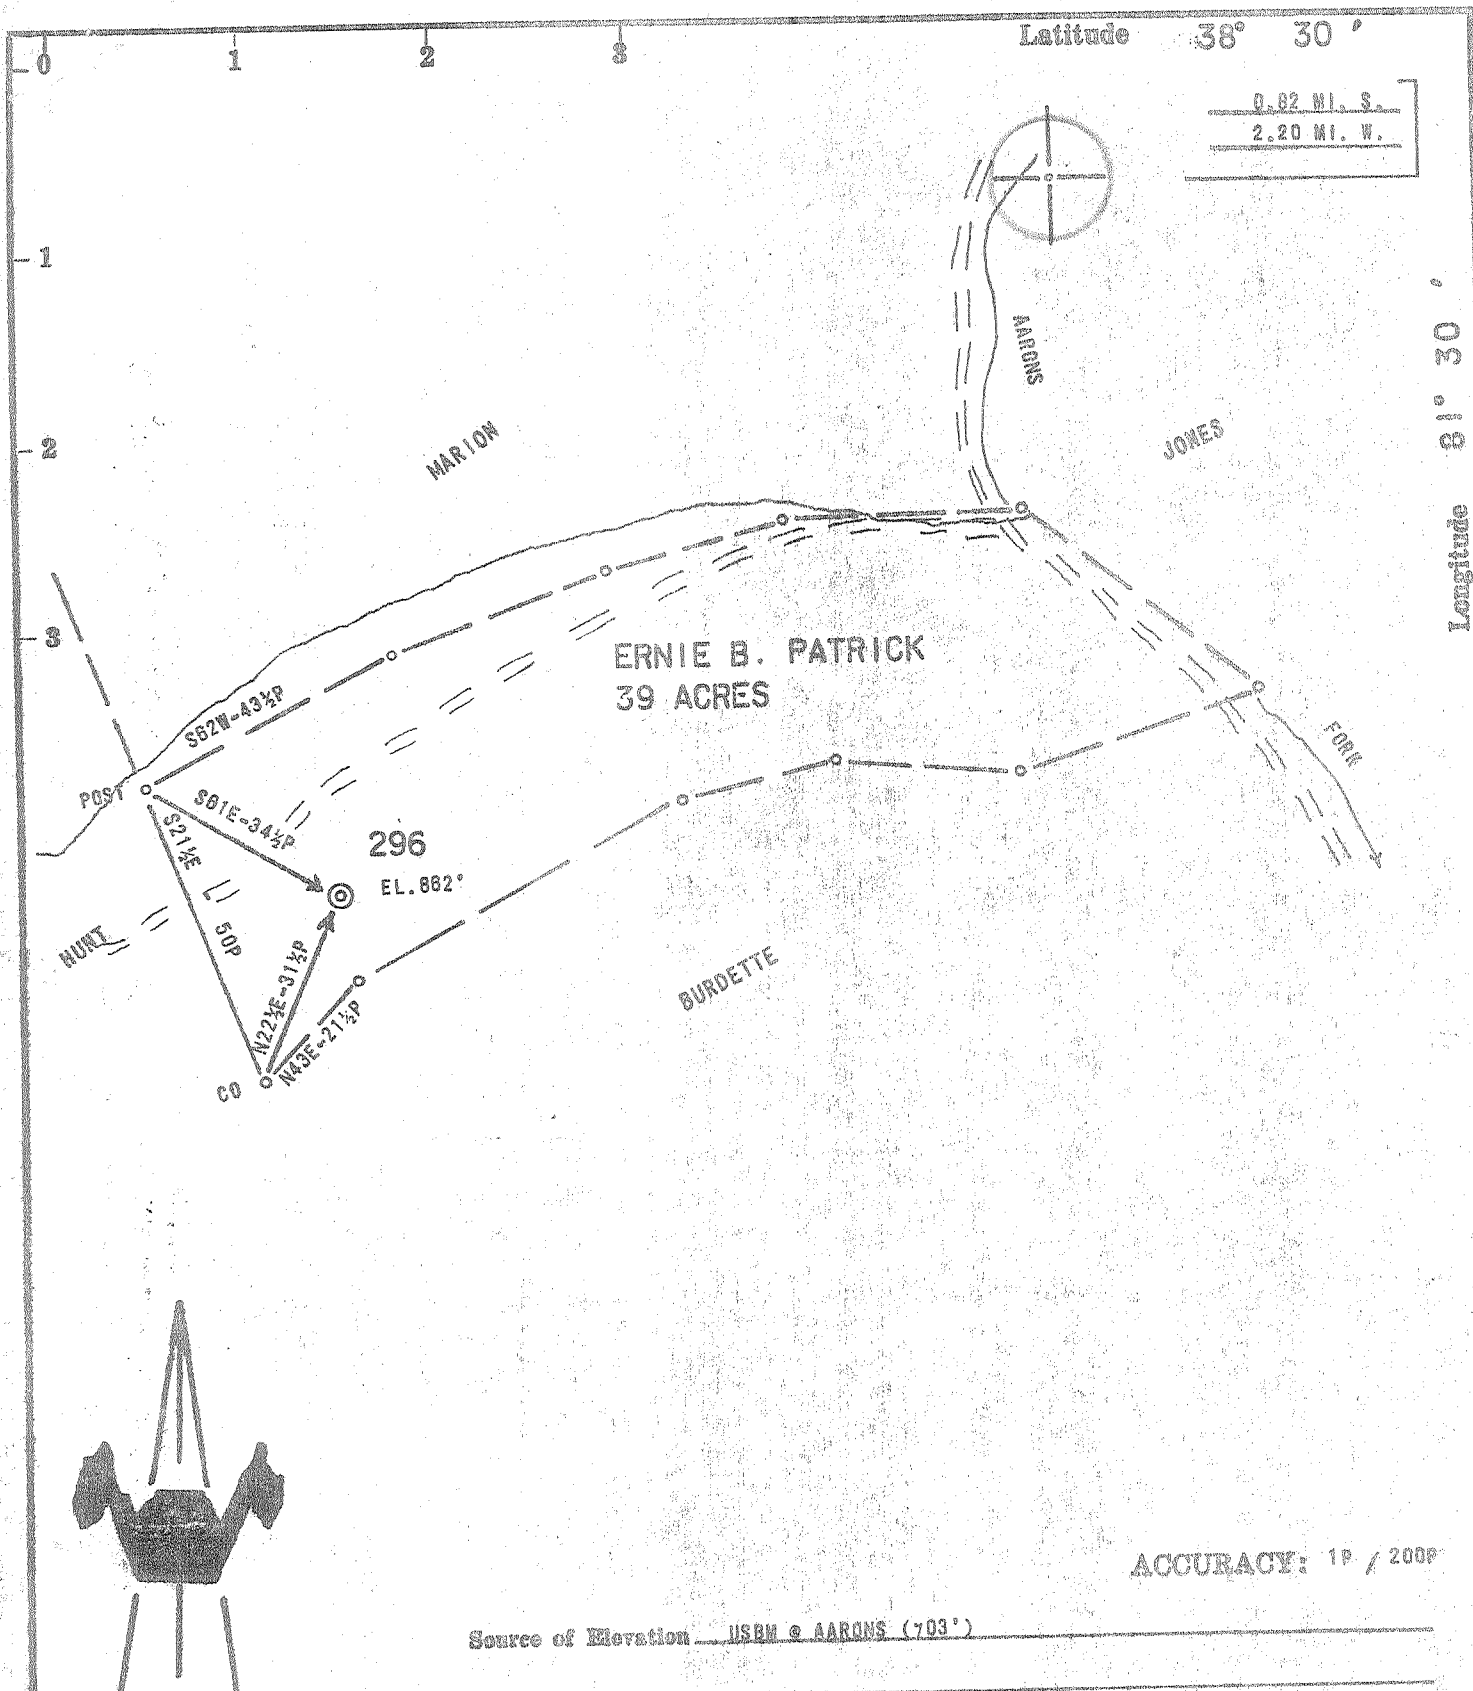 Latitude 38° 30 '
0 1 2 3
0.82 MI. S.
2.20 MI. W.
1
2
3
Longitude 81° 30 '
AARONS
MARION
JONES
ERNIE B. PATRICK
39 ACRES
S62W-43½P
FORK
POST
S61E-34½P
S21½E 50P
296
EL. 862'
HUNT
BURDETTE
N22½E-31½P
N43E-21½P
CO
ACCURACY: 1P / 200P
Source of Elevation USBM @ AARONS (703')